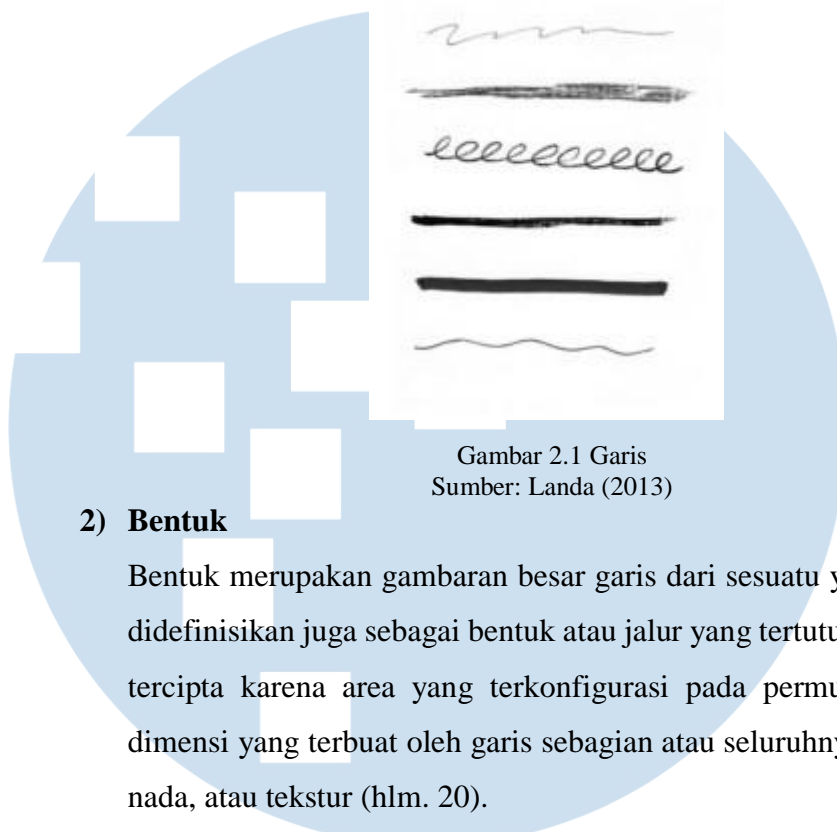 Gambar 2.1 Garis
Sumber: Landa (2013)
2) Bentuk
Bentuk merupakan gambaran besar garis dari sesuatu
didefinisikan juga sebagai bentuk atau jalur yang
tercipta karena area yang terkonfigurasi pada
dimensi yang terbuat oleh garis sebagian atau
nada, atau tekstur (hlm. 20).